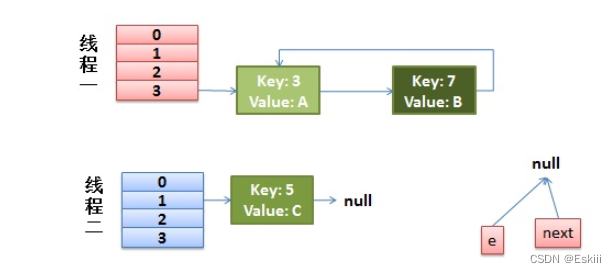 线程一
0
1
2
3
Key: 3
Value: A
Key: 7
Value: B
线程二
0
1
2
3
Key: 5
Value: C
null
null
e
next
CSDN @Eskiii